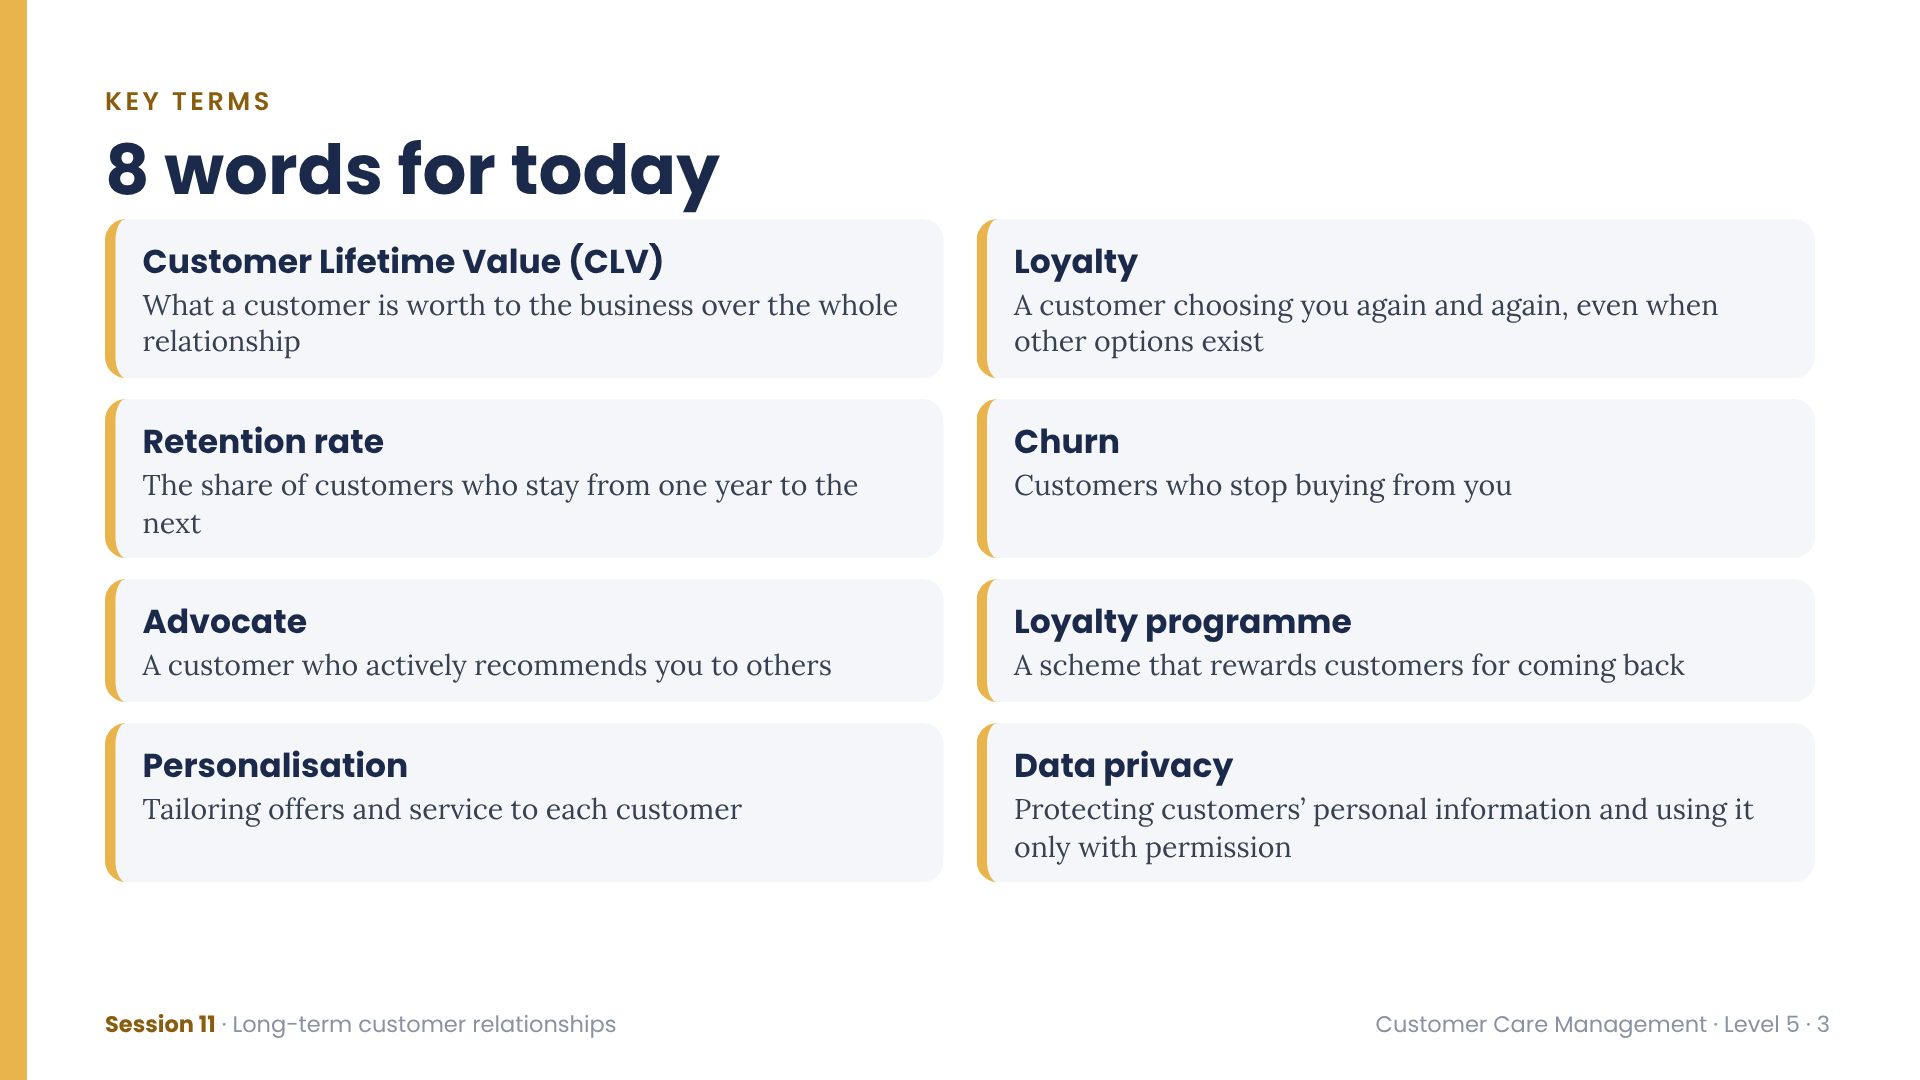 KEY TERMS
8 words for today
Customer Lifetime Value (CLV)
What a customer is worth to the business over the whole
relationship
Loyalty
A customer choosing you again and again, even when
other options exist
Retention rate
The share of customers who stay from one year to the
next
Churn
Customers who stop buying from you
Advocate
A customer who actively recommends you to others
Loyalty programme
A scheme that rewards customers for coming back
Personalisation
Tailoring offers and service to each customer
Data privacy
Protecting customers’ personal information and using it
only with permission
Session 11 · Long-term customer relationships
Customer Care Management · Level 5 · 3